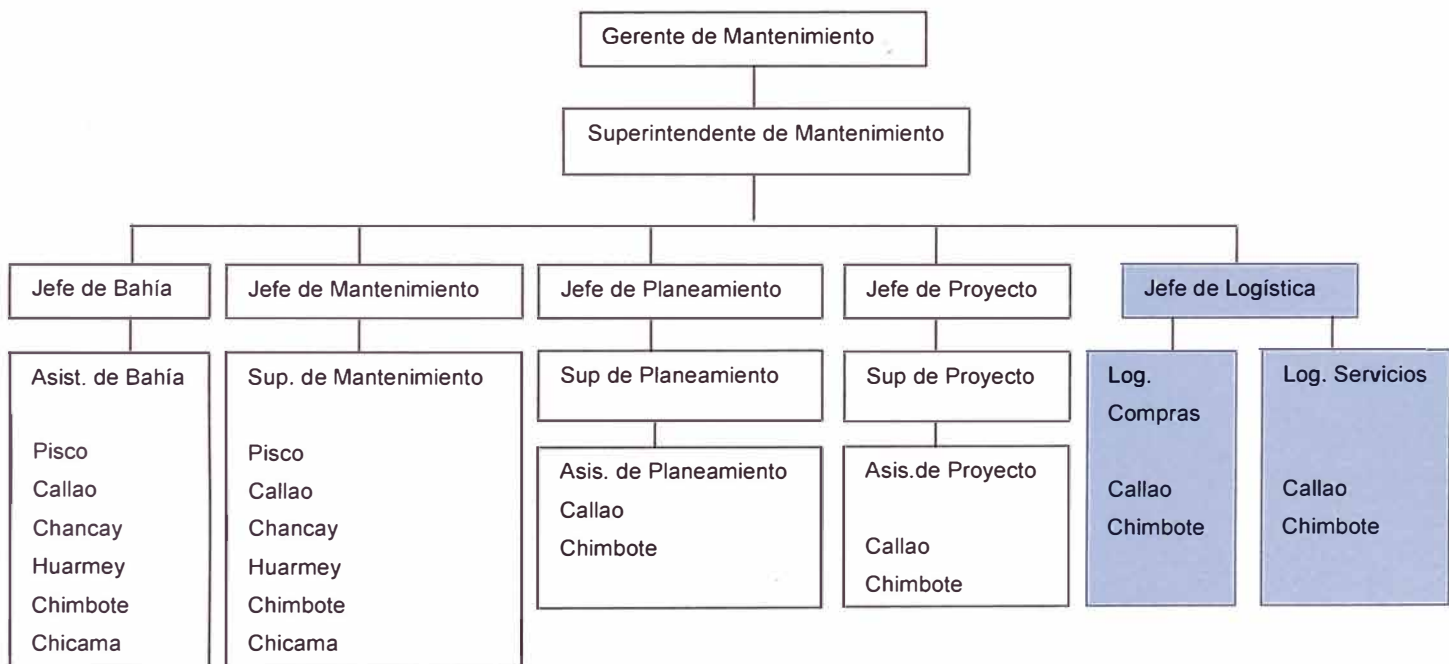 Gerente de Mantenimiento
Superintendente de Mantenimiento
Jefe de Bahía
Jefe de Mantenimiento
Jefe de Planeamiento
Jefe de Proyecto
Jefe de Logística
Asist. de Bahía
Pisco
Callao
Chancay
Huarmey
Chimbote
Chicama
Sup. de Mantenimiento
Pisco
Callao
Chancay
Huarmey
Chimbote
Chicama
Sup de Planeamiento
Asis. de Planeamiento
Callao
Chimbote
Sup de Proyecto
Asis.de Proyecto
Callao
Chimbote
Log.
Compras
Callao
Chimbote
Log. Servicios
Callao
Chimbote